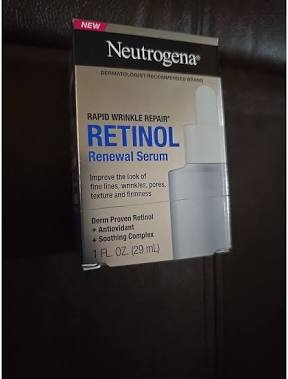 NEW
Neutrogena®
DERMATOLOGIST RECOMMENDED BRAND
RAPID WRINKLE REPAIR®
RETINOL
Renewal Serum
Improve the look of
fine lines, wrinkles, pores,
texture and firmness
Derm Proven Retinol
+ Antioxidant
+ Soothing Complex
1 FL. OZ. (29 mL)